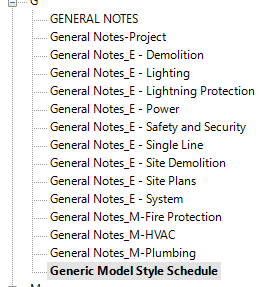 G
GENERAL NOTES
General Notes-Project
General Notes_E - Demolition
General Notes_E - Lighting
General Notes_E - Lightning Protection
General Notes_E - Power
General Notes_E - Safety and Security
General Notes_E - Single Line
General Notes_E - Site Demolition
General Notes_E - Site Plans
General Notes_E - System
General Notes_M-Fire Protection
General Notes_M-HVAC
General Notes_M-Plumbing
Generic Model Style Schedule